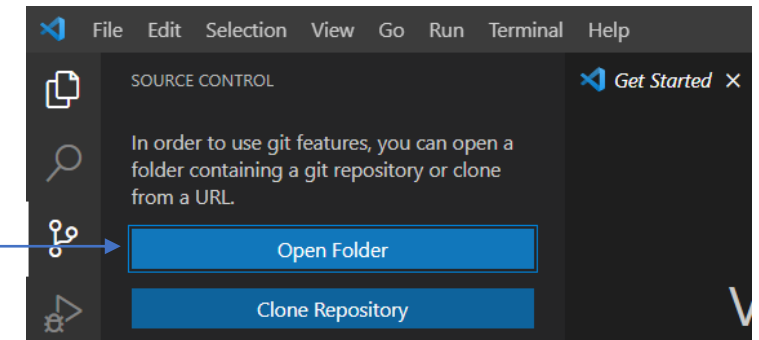 File Edit Selection View Go Run Terminal Help
SOURCE CONTROL
Get Started
In order to use git features, you can open a
folder containing a git repository or clone
from a URL.
Open Folder
Clone Repository